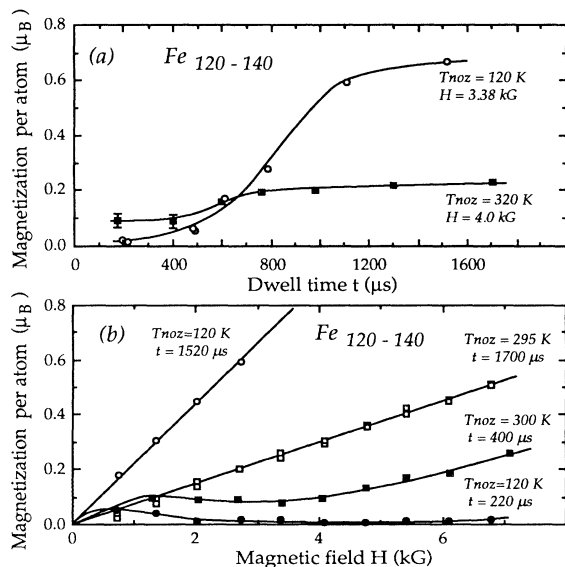 Magnetization per atom (μB)
0.8
0.6
0.4
0.2
0.0
(a)
Fe 120 - 140
Tnoz = 120 K
H = 3.38 kG
Tnoz = 320 K
H = 4.0 kG
0
400
800
1200
1600
Dwell time t (μs)
Magnetization per atom (μB)
0.8
0.6
0.4
0.2
0.0
(b)
Tnoz=120 K
t = 1520 μs
Fe 120 - 140
Tnoz = 295 K
t = 1700 μs
Tnoz = 300 K
t = 400 μs
Tnoz=120 K
t = 220 μs
0
2
4
6
Magnetic field H (kG)